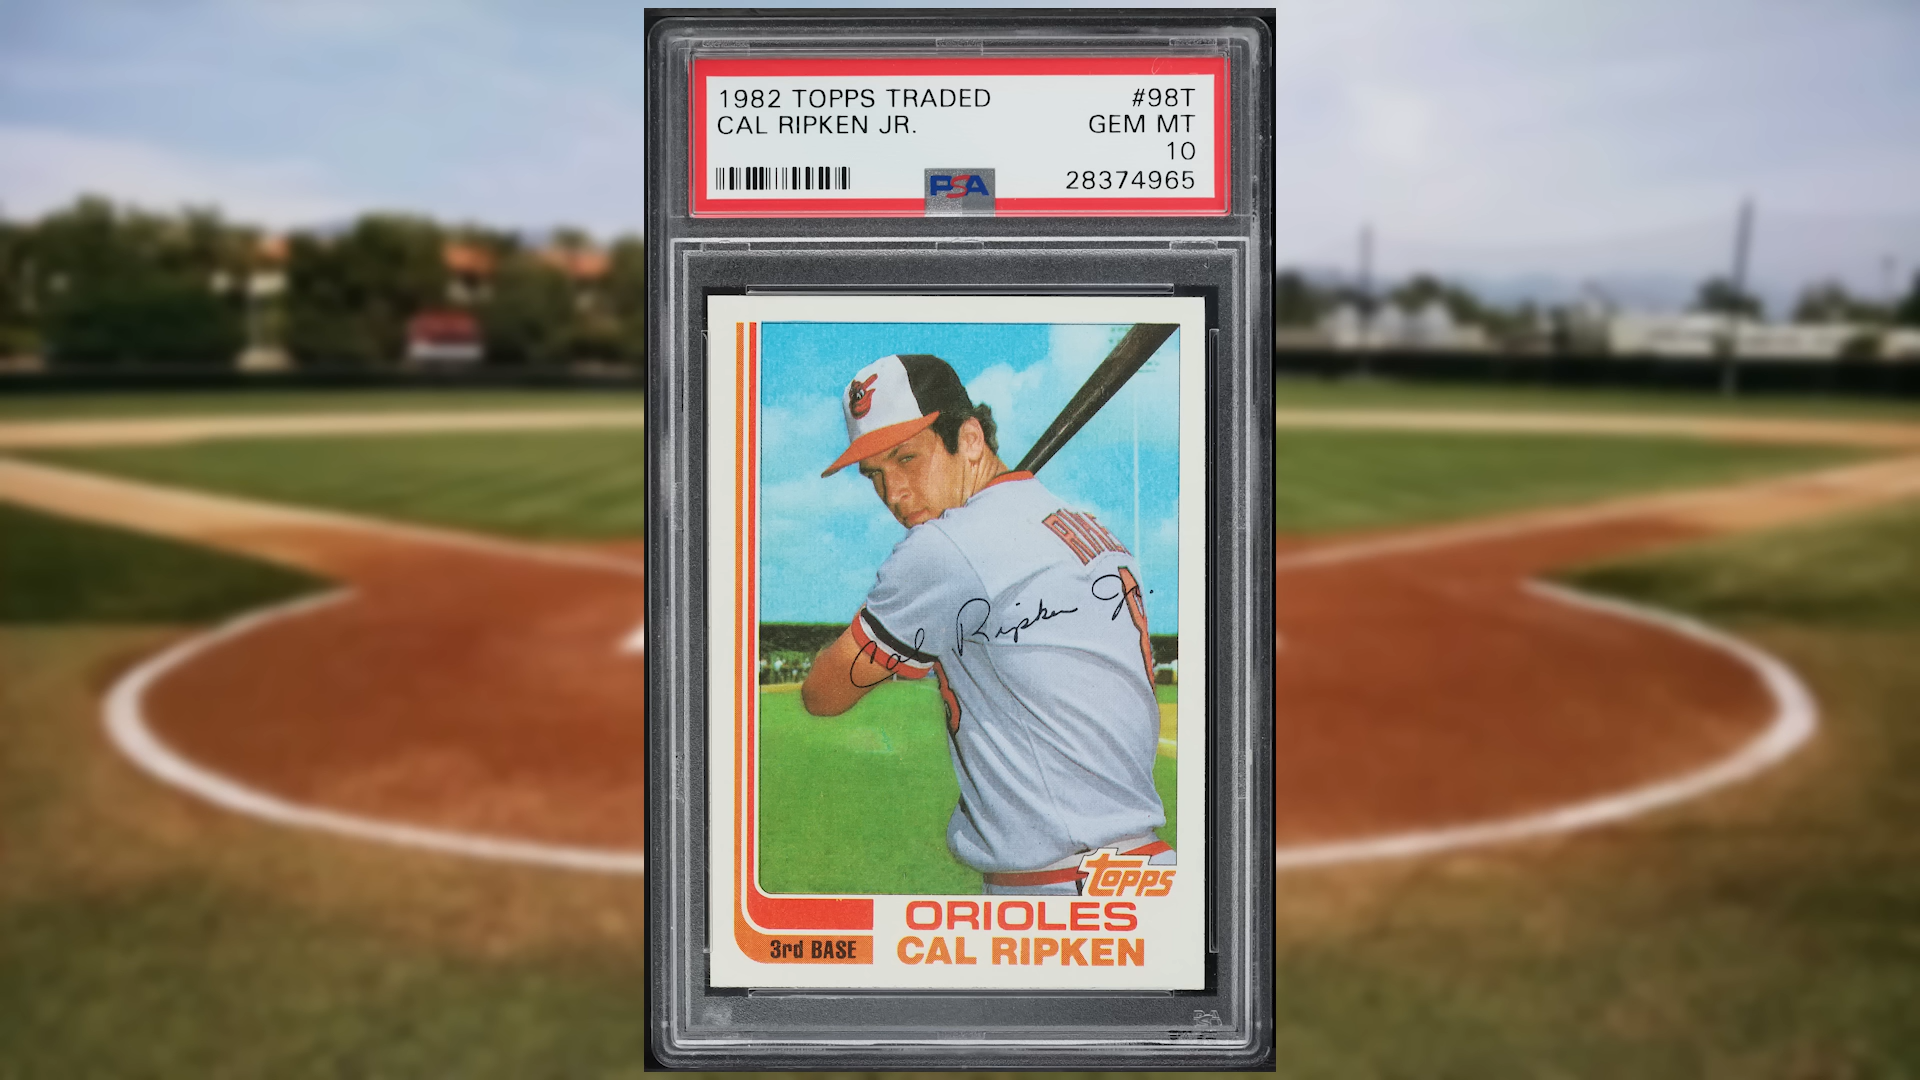 1982 TOPPS TRADED #98T
CAL RIPKEN JR. GEM MT
10
PSA 28374965
Cal Ripken Jr.
topps
ORIOLES
3rd BASE CAL RIPKEN